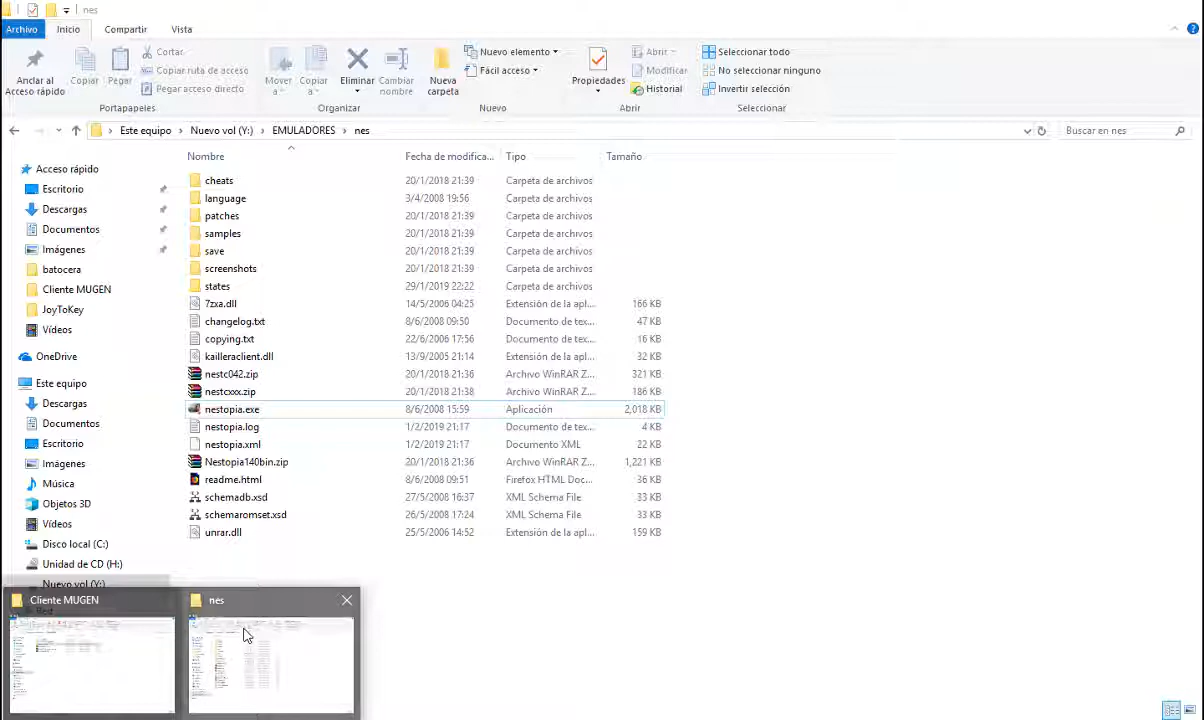 nes
Archivo Inicio Compartir Vista
Anclar al Acceso rápido
Copiar
Pegar
Cortar
Copiar ruta de acceso
Pegar acceso directo
Portapapeles
Mover a
Copiar a
Eliminar
Cambiar nombre
Organizar
Nueva carpeta
Nuevo elemento
Fácil acceso
Nuevo
Propiedades
Abrir
Modificar
Historial
Abrir
Seleccionar todo
No seleccionar ninguno
Invertir selección
Seleccionar
Este equipo > Nuevo vol (Y:) > EMULADORES > nes
Buscar en nes
Acceso rápido
Escritorio
Descargas
Documentos
Imágenes
batocera
Cliente MUGEN
JoyToKey
Vídeos
OneDrive
Este equipo
Descargas
Documentos
Escritorio
Imágenes
Música
Objetos 3D
Vídeos
Disco local (C:)
Unidad de CD (H:)
Nuevo vol (Y:)
Nombre Fecha de modifica... Tipo Tamaño
cheats 20/1/2018 21:39 Carpeta de archivos
language 3/4/2008 19:56 Carpeta de archivos
patches 20/1/2018 21:39 Carpeta de archivos
samples 20/1/2018 21:39 Carpeta de archivos
save 20/1/2018 21:39 Carpeta de archivos
screenshots 20/1/2018 21:39 Carpeta de archivos
states 29/1/2019 22:22 Carpeta de archivos
7zxa.dll 14/5/2006 04:25 Extensión de la apl... 166 KB
changelog.txt 8/6/2008 09:50 Documento de tex... 47 KB
copying.txt 22/6/2006 17:56 Documento de tex... 16 KB
kailleraclient.dll 13/9/2005 21:14 Extensión de la apl... 32 KB
nestc042.zip 20/1/2018 21:36 Archivo WinRAR Z... 321 KB
nestcxxx.zip 20/1/2018 21:38 Archivo WinRAR Z... 186 KB
nestopia.exe 8/6/2008 15:59 Aplicación 2,018 KB
nestopia.log 1/2/2019 21:17 Documento de tex... 4 KB
nestopia.xml 1/2/2019 21:17 Documento XML 22 KB
Nestopia140bin.zip 20/1/2018 21:36 Archivo WinRAR Z... 1,221 KB
readme.html 8/6/2008 09:51 Firefox HTML Doc... 36 KB
schemadb.xsd 27/5/2008 16:37 XML Schema File 33 KB
schemaromset.xsd 26/5/2008 17:24 XML Schema File 33 KB
unrar.dll 25/5/2006 14:52 Extensión de la apl... 159 KB
Cliente MUGEN
nes